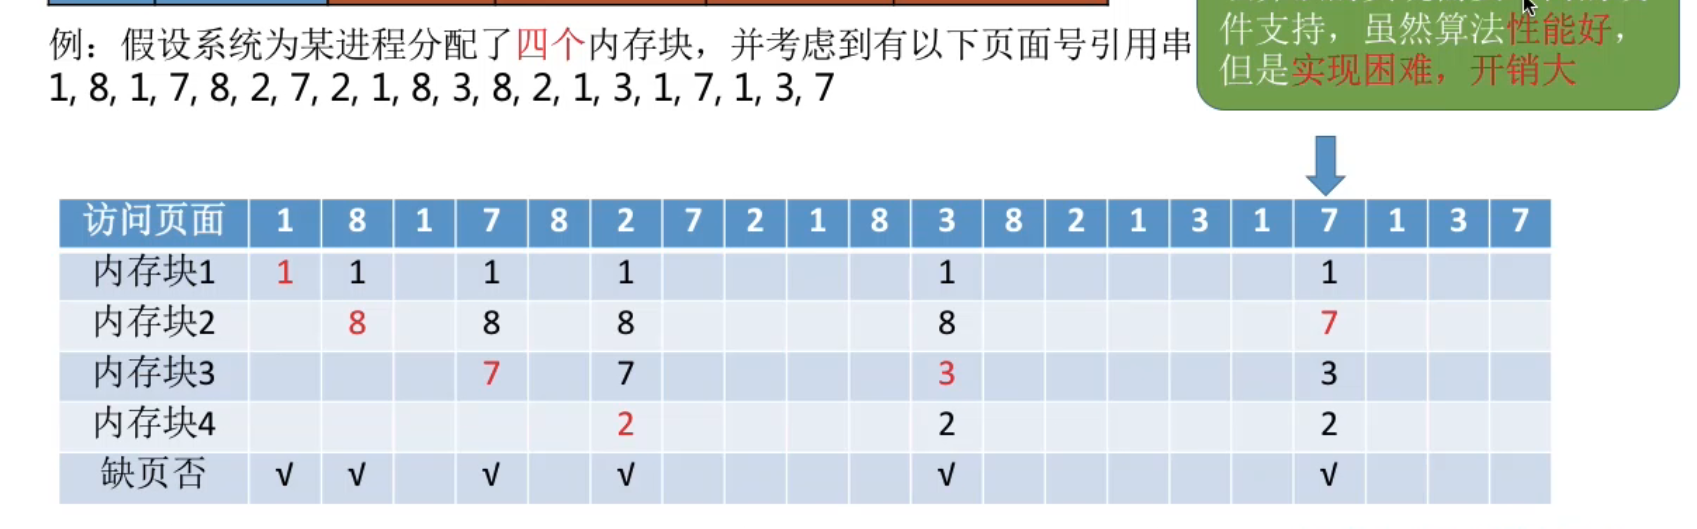 例：假设系统为某进程分配了四个内存块，并考虑到有以下页面号引用串
1, 8, 1, 7, 8, 2, 7, 2, 1, 8, 3, 8, 2, 1, 3, 1, 7, 1, 3, 7
件支持，虽然算法性能好，
但是实现困难，开销大
访问页面 1 8 1 7 8 2 7 2 1 8 3 8 2 1 3 1 7 1 3 7
内存块1 1 1 1 1 1 1
内存块2 8 8 8 8 7
内存块3 7 7 3 3
内存块4 2 2 2
缺页否 √ √ √ √ √ √